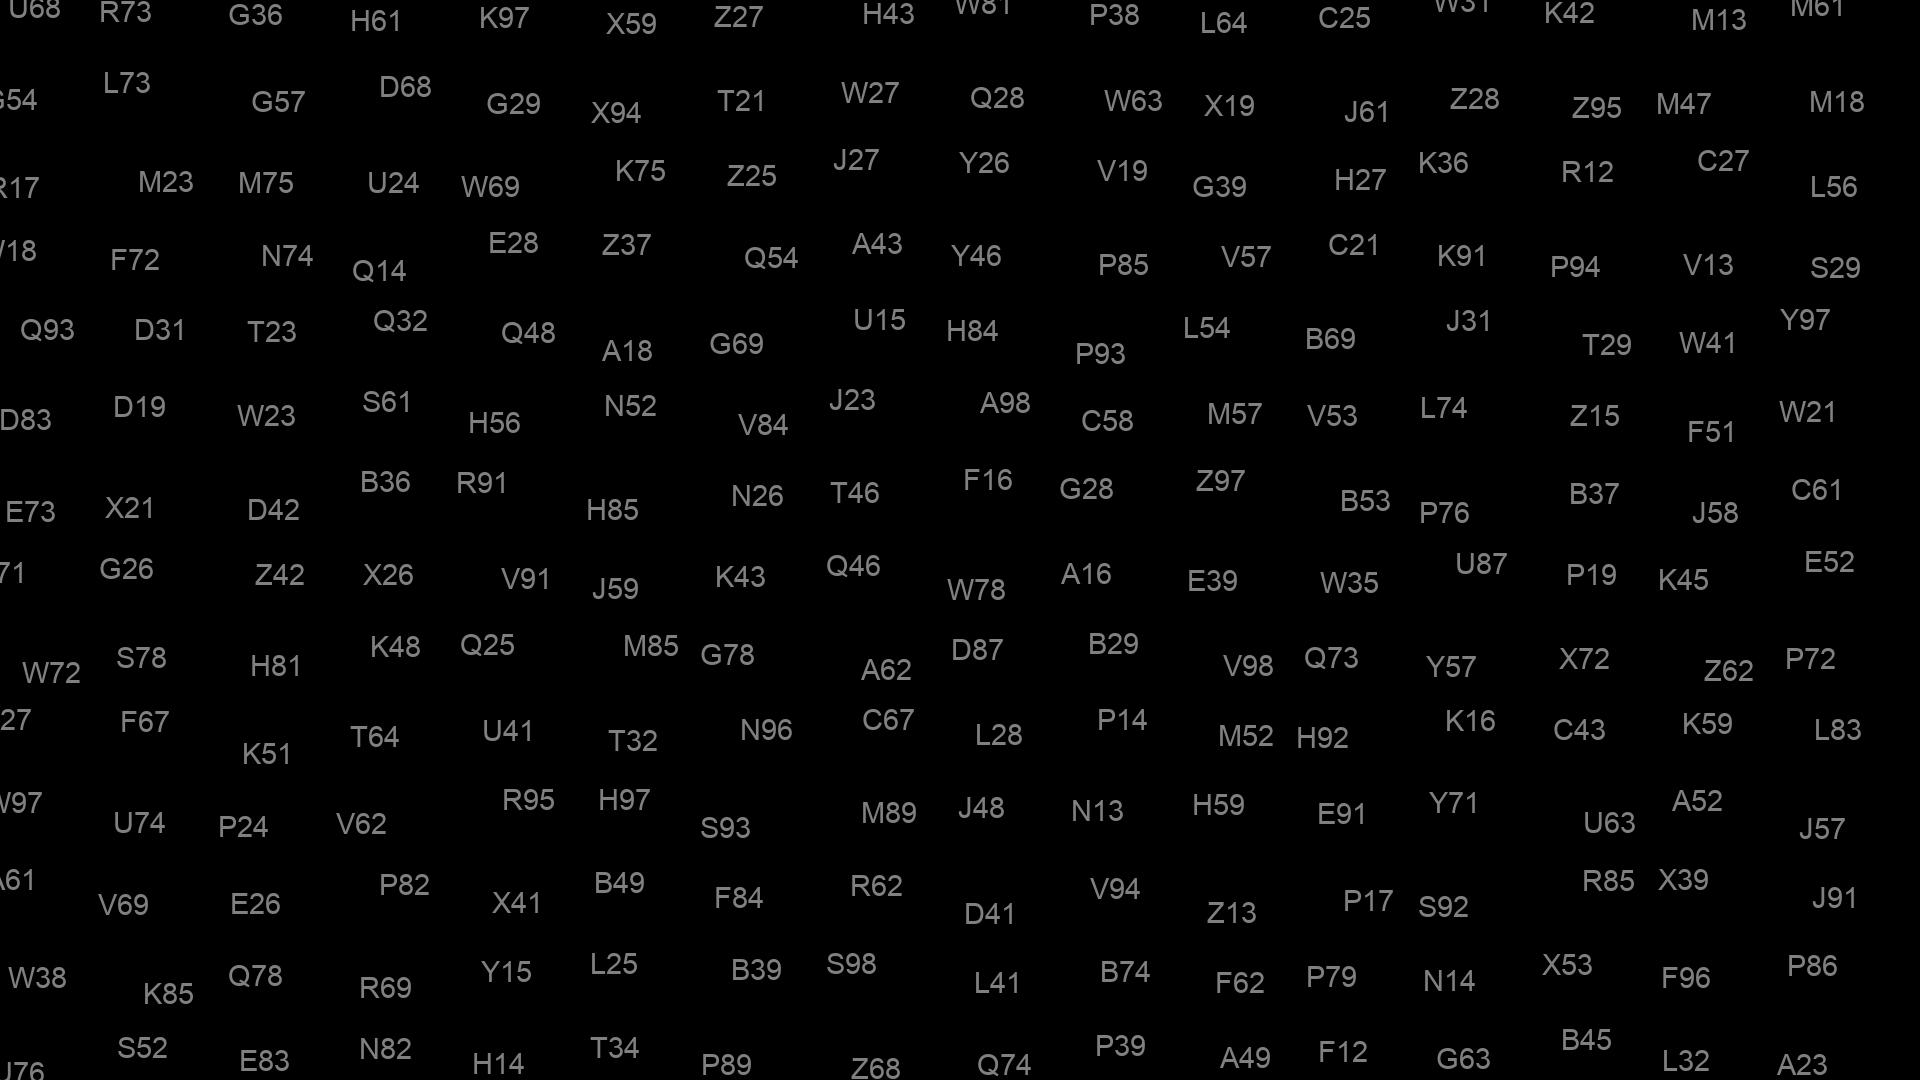 U68 R73 G36 H61 K97 X59 Z27 H43 W81 P38 L64 C25 W31 K42 M13 M61
G54 L73 G57 D68 G29 X94 T21 W27 Q28 W63 X19 J61 Z28 Z95 M47 M18
R17 M23 M75 U24 W69 K75 Z25 J27 Y26 V19 G39 H27 K36 R12 C27 L56
F72 N74 Q14 E28 Z37 Q54 A43 Y46 P85 V57 C21 K91 P94 V13 S29
Q93 D31 T23 Q32 Q48 A18 G69 U15 H84 P93 L54 B69 J31 T29 W41 Y97
D83 D19 W23 S61 H56 N52 V84 J23 A98 C58 M57 V53 L74 Z15 F51 W21
E73 X21 D42 B36 R91 H85 N26 T46 F16 G28 Z97 B53 P76 B37 J58 C61
71 G26 Z42 X26 V91 J59 K43 Q46 W78 A16 E39 W35 U87 P19 K45 E52
W72 S78 H81 K48 Q25 M85 G78 A62 D87 B29 V98 Q73 Y57 X72 Z62 P72
27 F67 K51 T64 U41 T32 N96 C67 L28 P14 M52 H92 K16 C43 K59 L83
W97 U74 P24 V62 R95 H97 S93 M89 J48 N13 H59 E91 Y71 U63 A52 J57
A61 V69 E26 P82 X41 B49 F84 R62 D41 V94 Z13 P17 S92 R85 X39 J91
W38 K85 Q78 R69 Y15 L25 B39 S98 L41 B74 F62 P79 N14 X53 F96 P86
S52 E83 N82 H14 T34 P89 Z68 Q74 P39 A49 F12 G63 B45 L32 A23